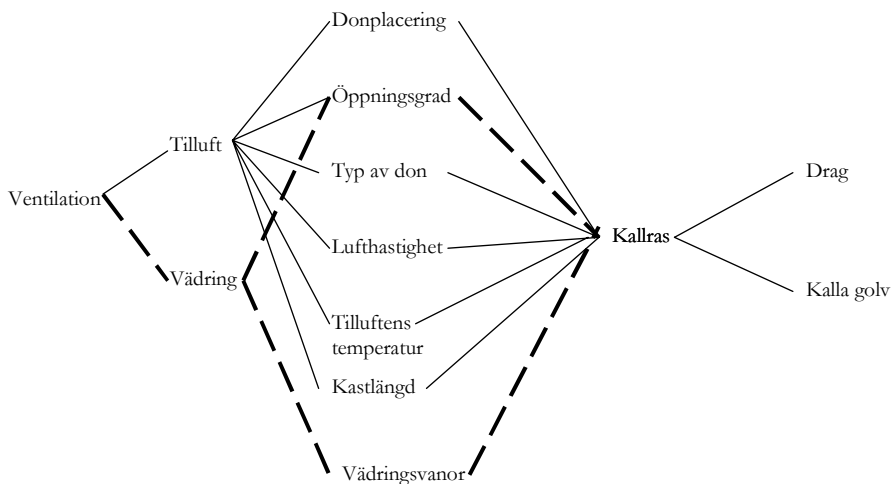 Donplacering
Öppningsgrad
Tilluft
Typ av don
Drag
Ventilation
Lufthastighet
Kallras
Vädring
Kalla golv
Tilluftens
temperatur
Kastlängd
Vädringsvanor